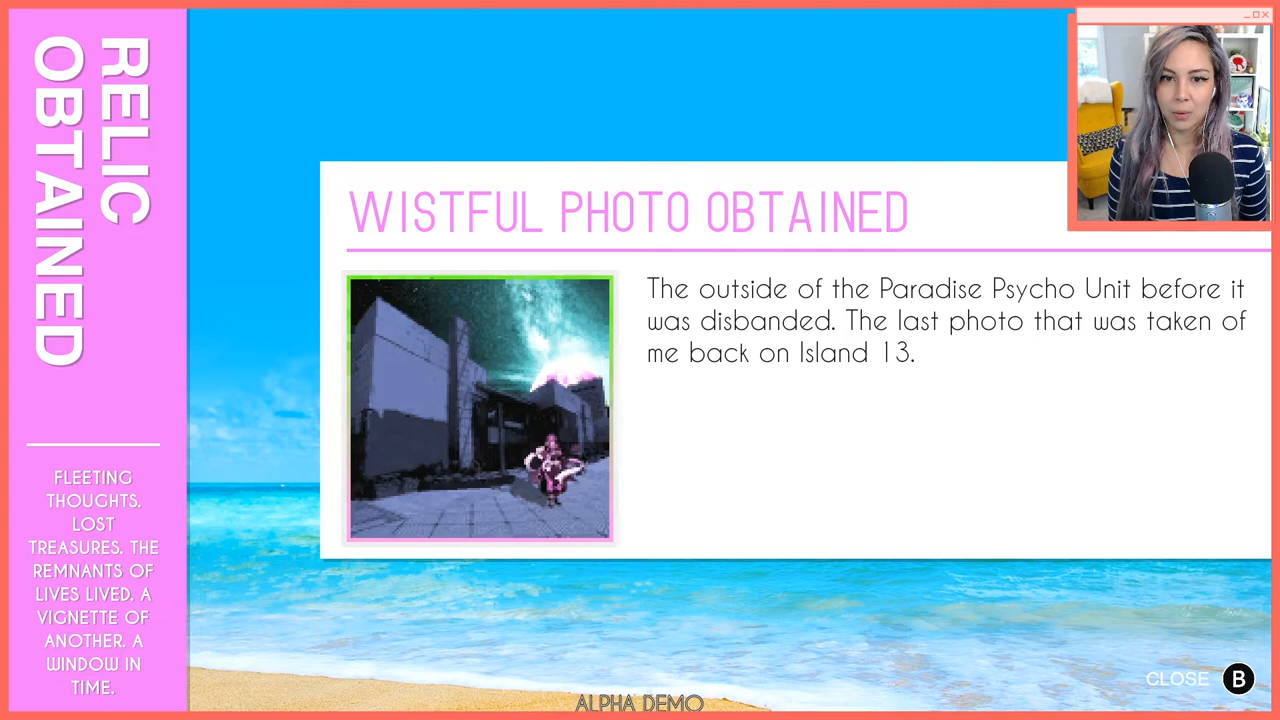 RELIC
OBTAINED
FLEETING
THOUGHTS.
LOST
TREASURES. THE
REMNANTS OF
LIVES LIVED. A
VIGNETTE OF
ANOTHER. A
WINDOW IN
TIME.
WISTFUL PHOTO OBTAINED
The outside of the Paradise Psycho Unit before it
was disbanded. The last photo that was taken of
me back on Island 13.
CLOSE B
ALPHA DEMO